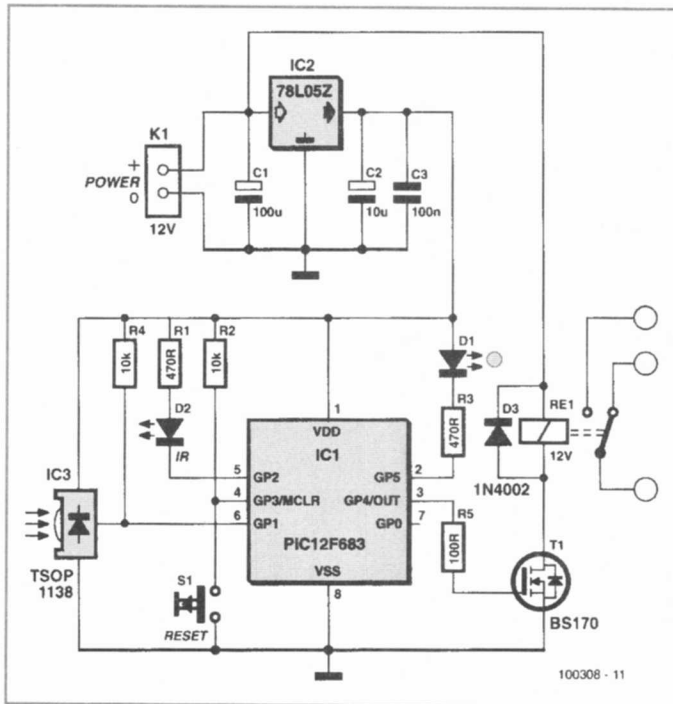 IC2
78L05Z
K1
+
POWER
0
12V
C1
100u
C2
10u
C3
100n
R4
10k
R1
470R
R2
10k
D2
IR
IC3
TSOP
1138
S1
RESET
1
VDD
IC1
5
GP2
4
GP3/MCLR
6
GP1
GP5
2
GP4/OUT
3
GP0
7
PIC12F683
VSS
8
D1
R3
470R
R5
100R
D3
1N4002
RE1
12V
T1
BS170
100308 - 11